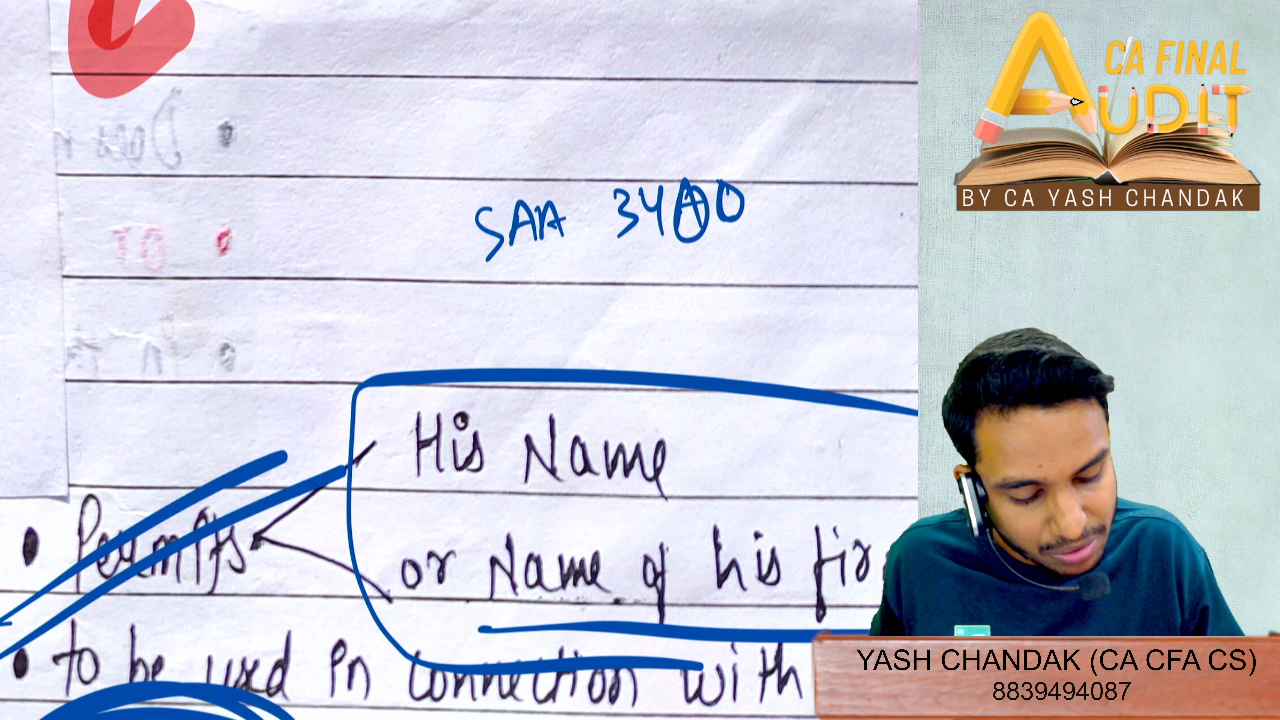 CA FINAL
AUDIT
BY CA YASH CHANDAK
SAA 3400
His Name
• Permits
or Name of his fir
• to be used in connection with
YASH CHANDAK (CA CFA CS)
8839494087